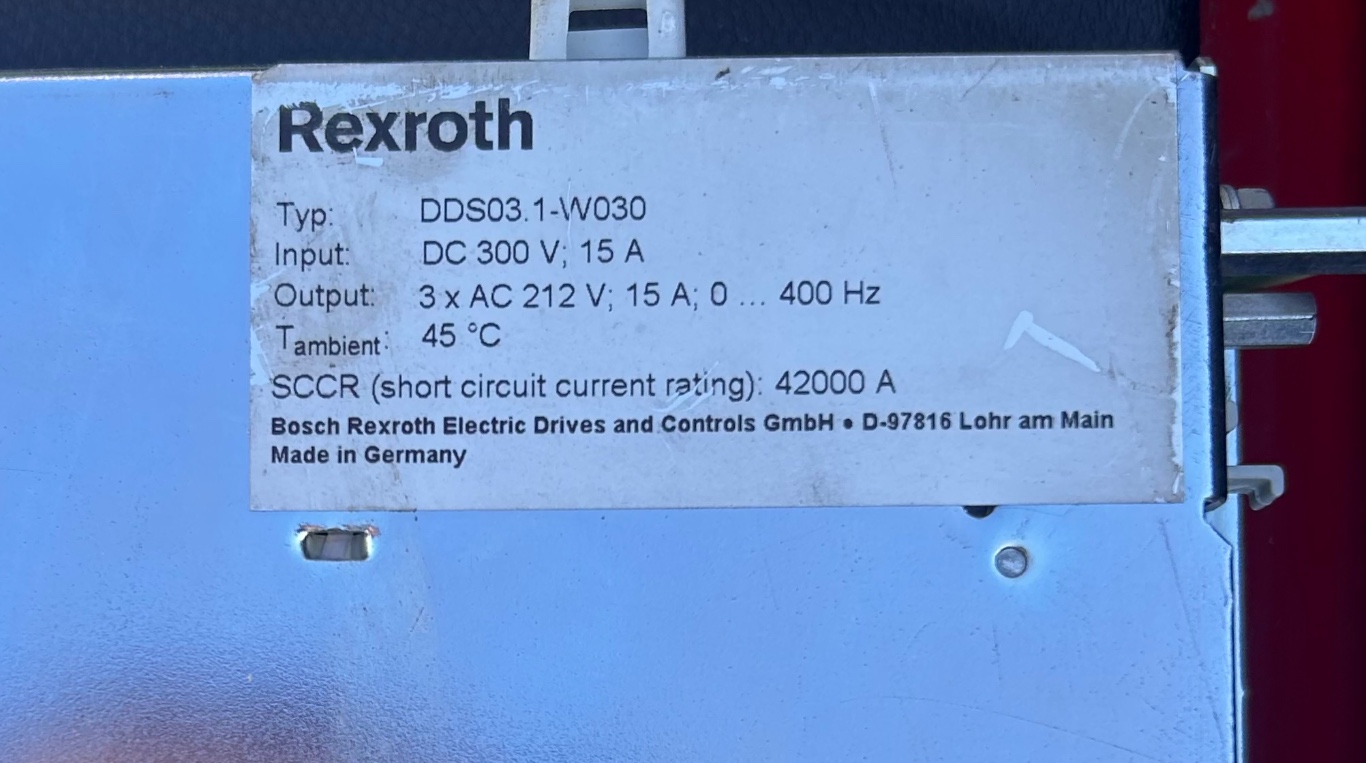 Rexroth
Typ: DDS03.1-W030
Input: DC 300 V; 15 A
Output: 3 x AC 212 V; 15 A; 0 ... 400 Hz
Tambient: 45 °C
SCCR (short circuit current rating): 42000 A
Bosch Rexroth Electric Drives and Controls GmbH • D-97816 Lohr am Main
Made in Germany